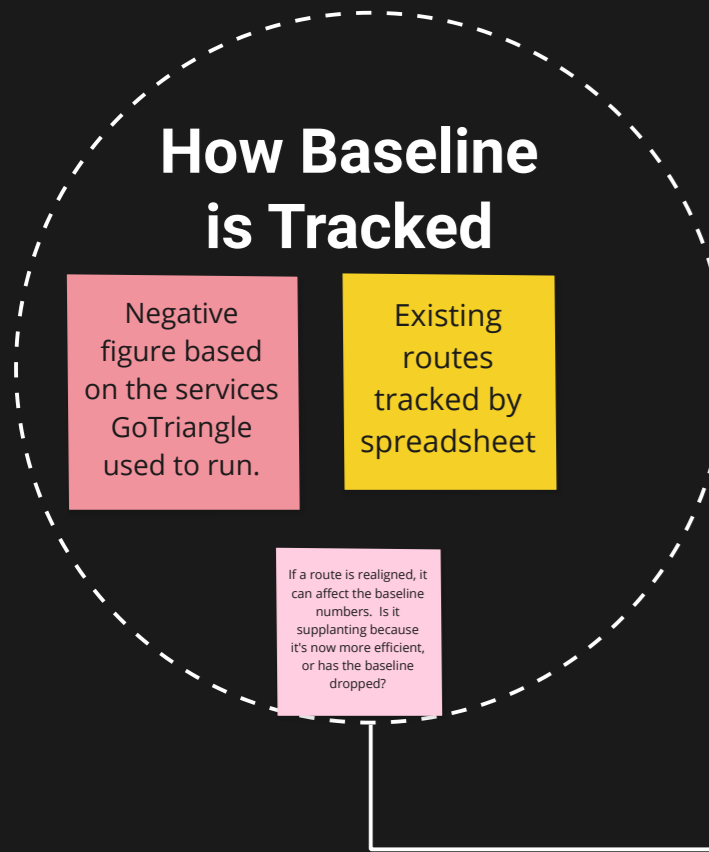 How Baseline
is Tracked
Negative
figure based
on the services
GoTriangle
used to run.
Existing
routes
tracked by
spreadsheet
If a route is realigned, it
can affect the baseline
numbers.  Is it
supplanting because
it's now more efficient,
or has the baseline
dropped?